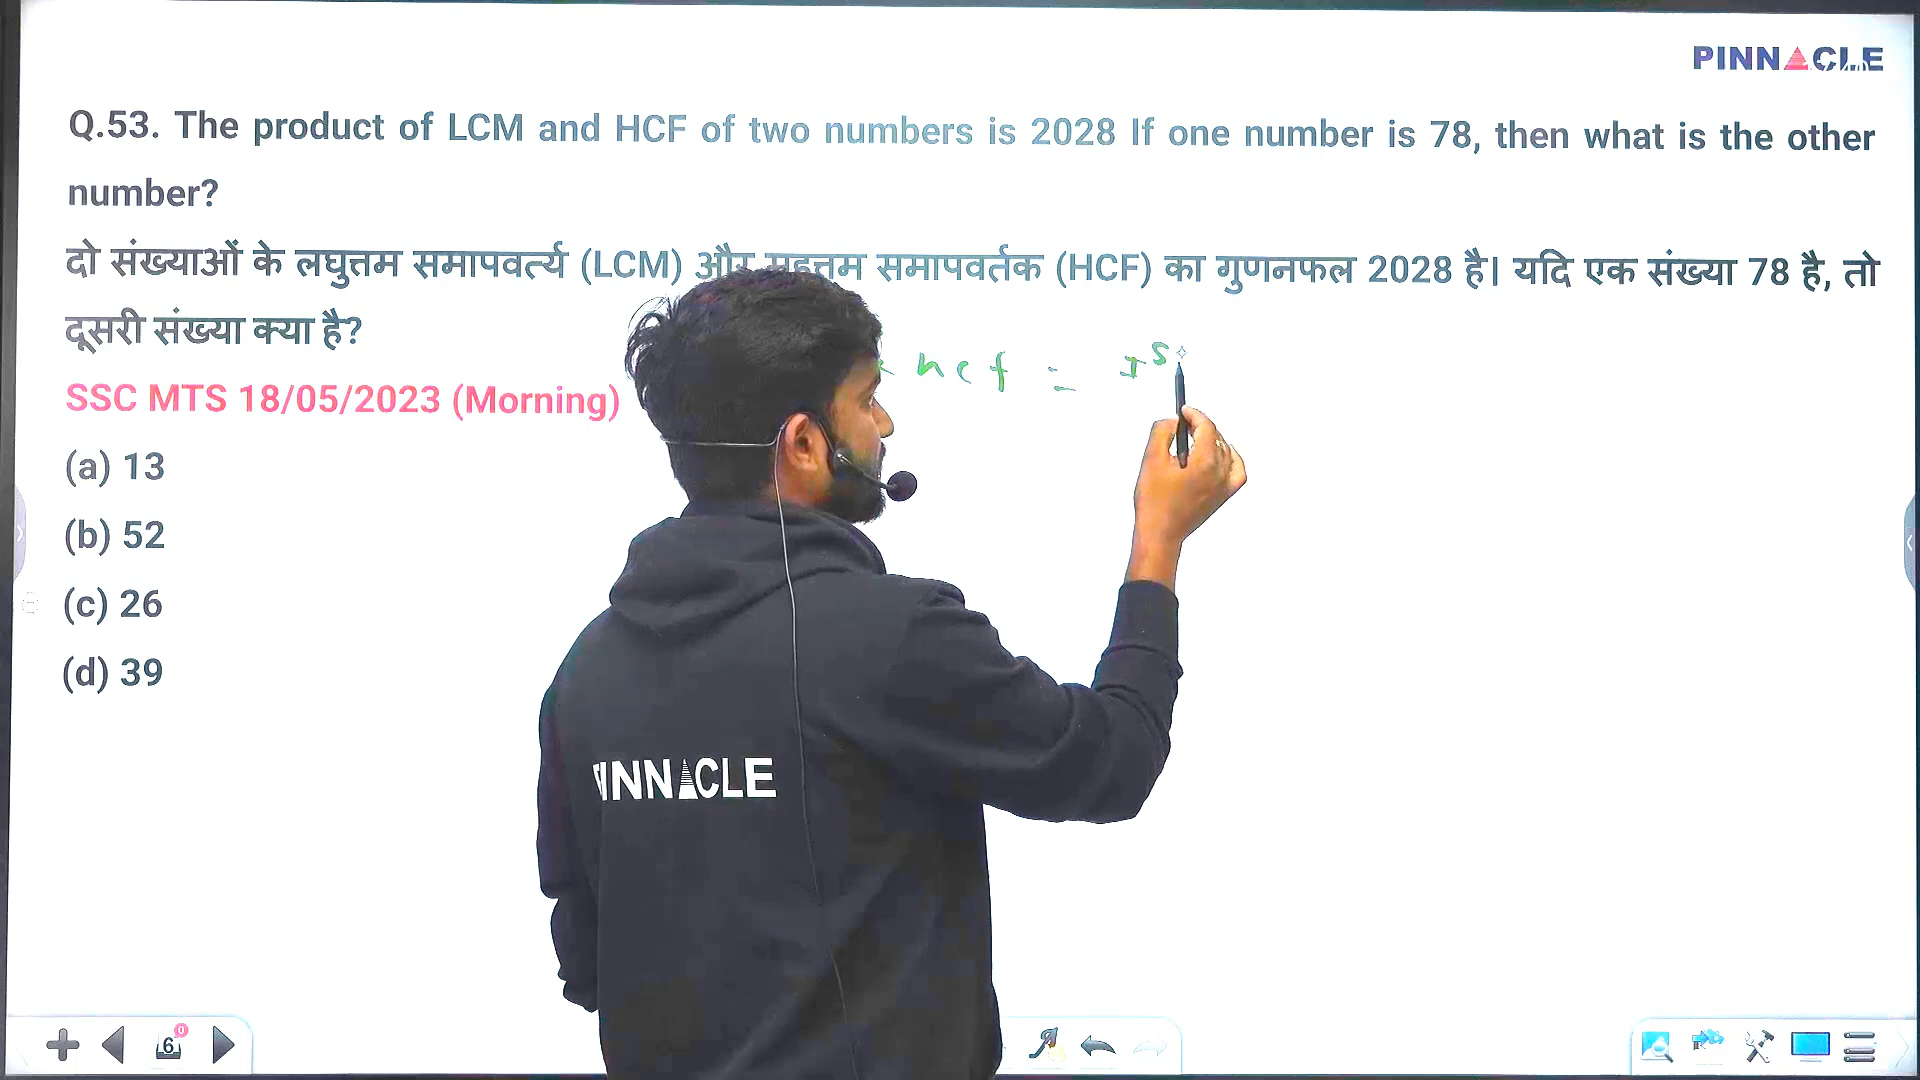 PINNACLE
Q.53. The product of LCM and HCF of two numbers is 2028 If one number is 78, then what is the other
number?
दो संख्याओं के लघुत्तम समापवर्त्य (LCM) और महत्तम समापवर्तक (HCF) का गुणनफल 2028 है। यदि एक संख्या 78 है, तो
दूसरी संख्या क्या है?
hcf = Is
SSC MTS 18/05/2023 (Morning)
(a) 13
(b) 52
(c) 26
(d) 39
PINNACLE
6
0